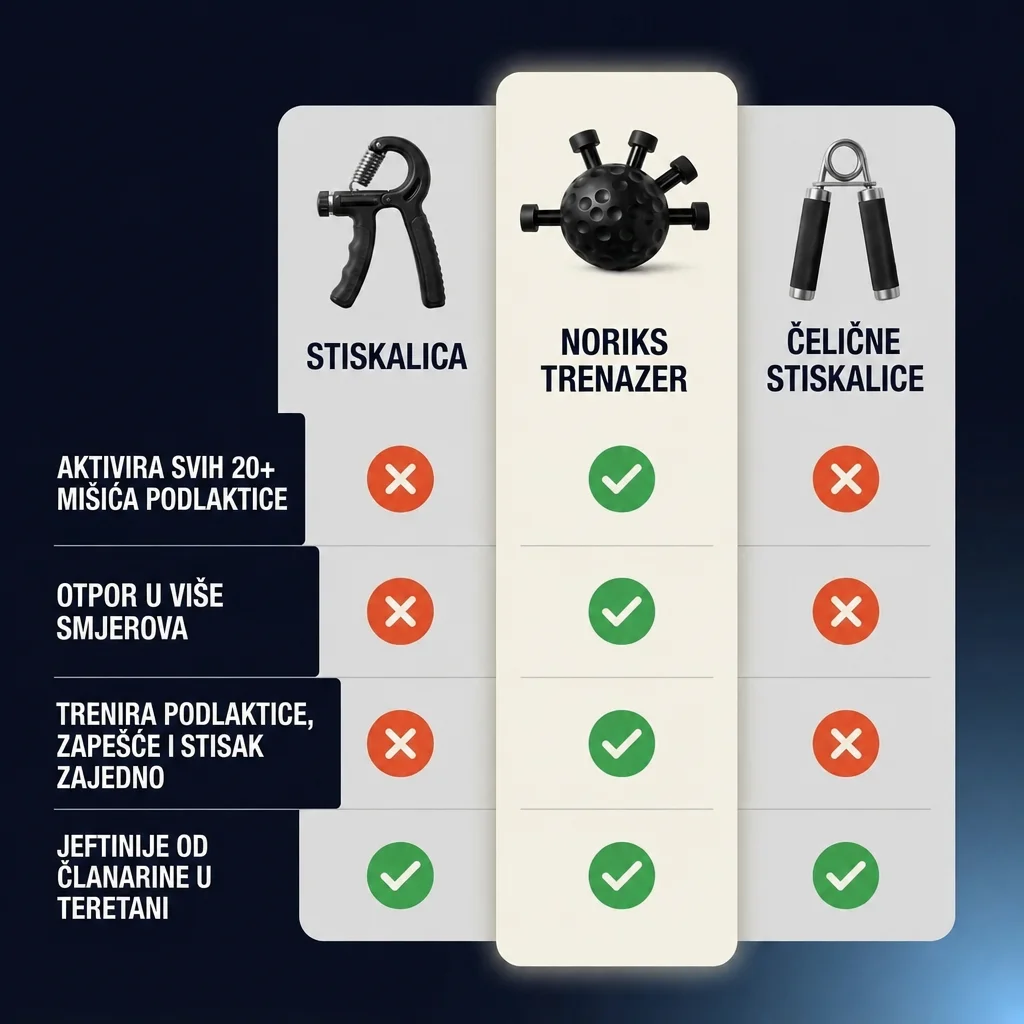 STISKALICA
NORIKS
TRENAZER
ČELIČNE
STISKALICE
AKTIVIRA SVIH 20+
MIŠIĆA PODLAKTICE
OTPOR U VIŠE
SMJEROVA
TRENIRA PODLAKTICE,
ZAPEŠĆE I STISAK
ZAJEDNO
JEFTINIJE OD
ČLANARINE U
TERETANI